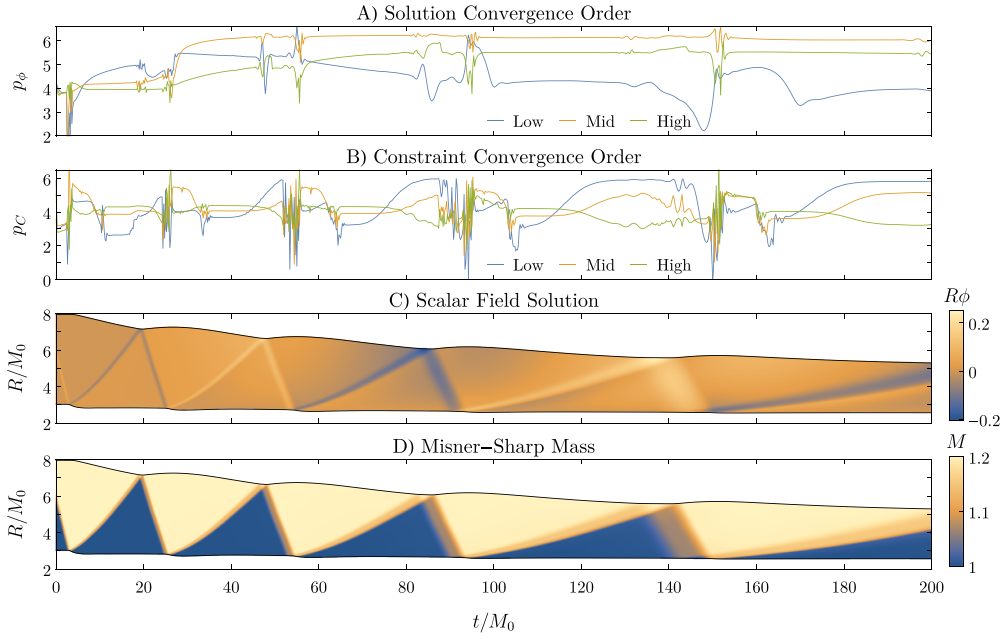 A) Solution Convergence Order
6
5
4
3
2
pϕ
Low Mid High
B) Constraint Convergence Order
6
4
2
0
pC
Low Mid High
C) Scalar Field Solution
8
6
4
2
R/M0
Rϕ
0.2
0
−0.2
D) Misner−Sharp Mass
8
6
4
2
R/M0
M
1.2
1.1
1
0 20 40 60 80 100 120 140 160 180 200
t/M0